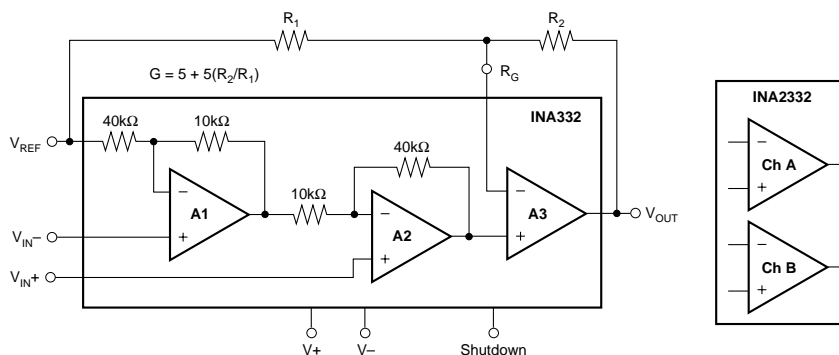 R1 R2
G = 5 + 5(R2/R1) RG
INA332
INA2332
40kΩ 10kΩ
VREF
40kΩ
− Ch A +
A1 − +
10kΩ
A2 − +
A3 − +
VOUT
VIN−
VIN+
− Ch B +
V+ V− Shutdown